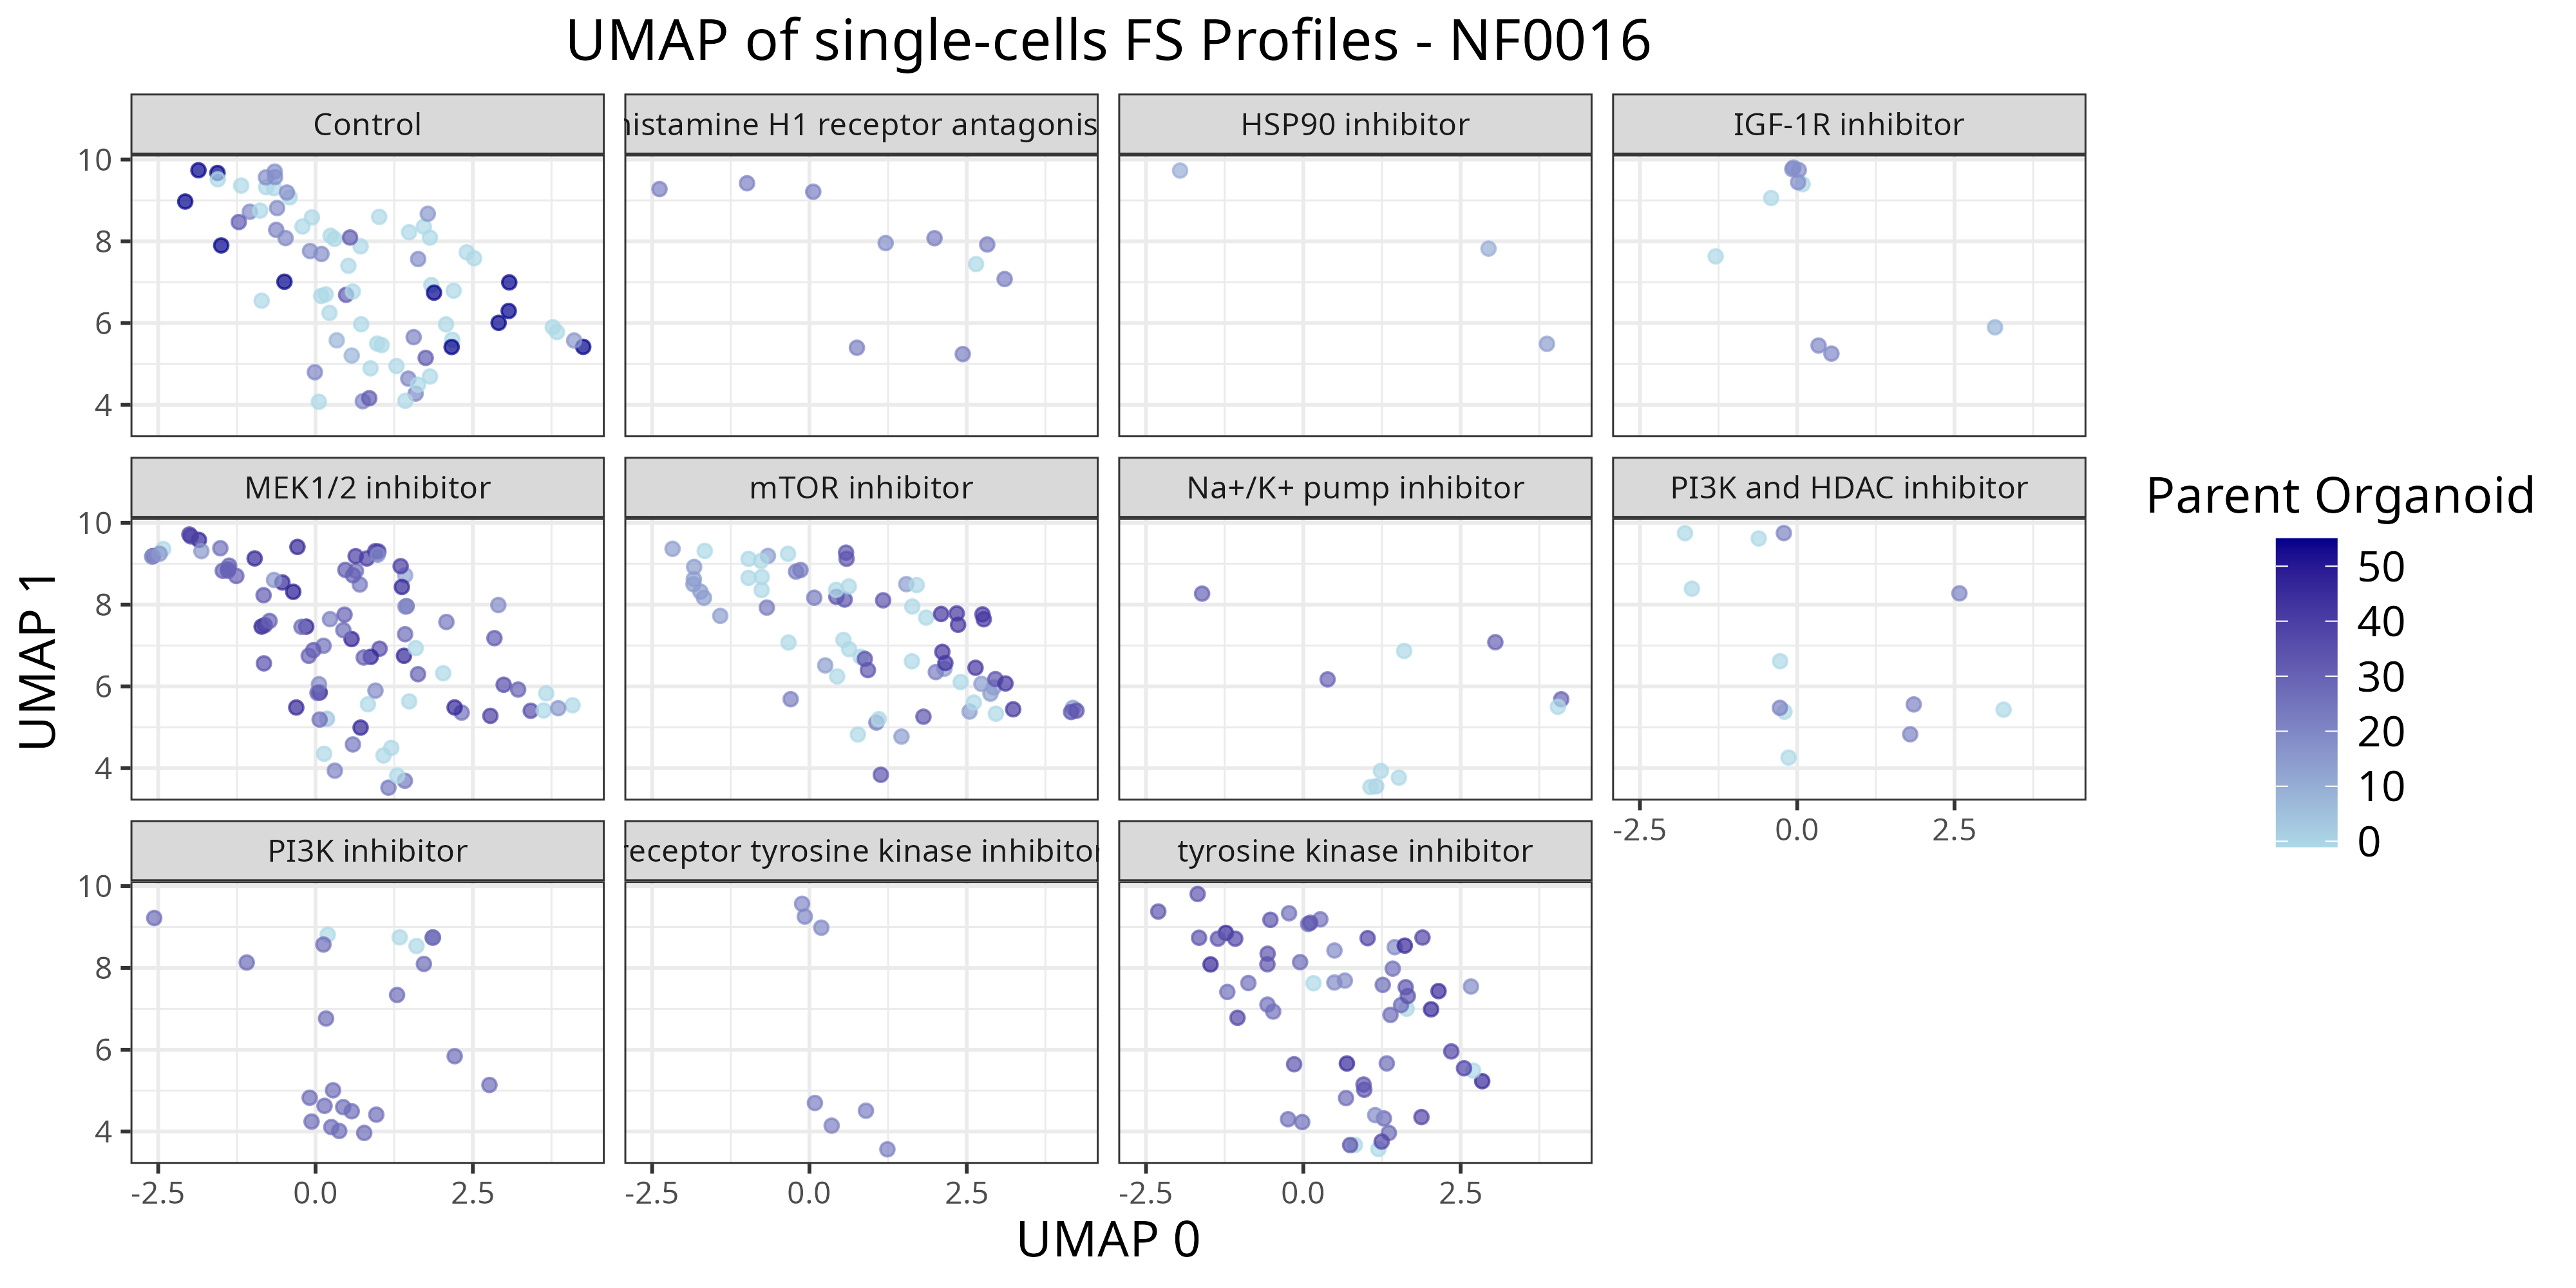 UMAP of single-cells FS Profiles - NF0016
Control
histamine H1 receptor antagonis
HSP90 inhibitor
IGF-1R inhibitor
10
8
6
4
MEK1/2 inhibitor
mTOR inhibitor
Na+/K+ pump inhibitor
PI3K and HDAC inhibitor
10
8
6
4
-2.5
0.0
2.5
PI3K inhibitor
receptor tyrosine kinase inhibitor
tyrosine kinase inhibitor
10
8
6
4
-2.5
0.0
2.5
-2.5
0.0
2.5
-2.5
0.0
2.5
UMAP 0
UMAP 1
Parent Organoid
50
40
30
20
10
0